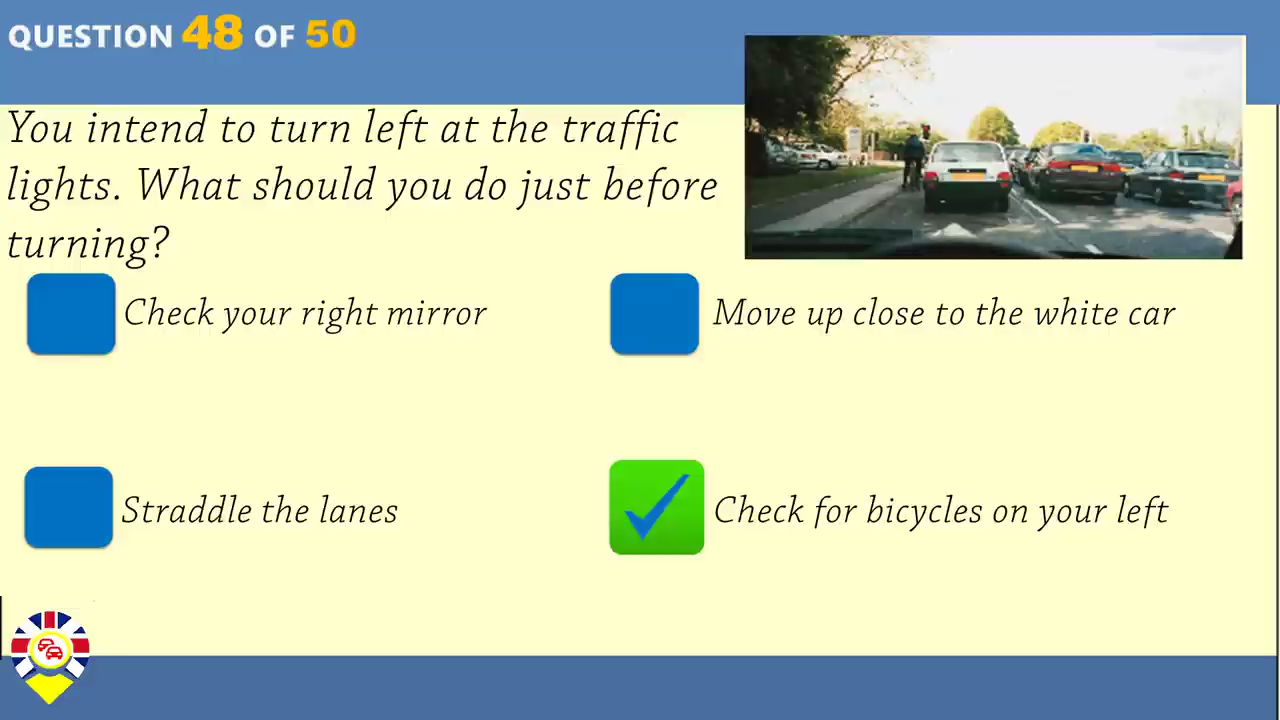 QUESTION 48 OF 50
You intend to turn left at the traffic
lights. What should you do just before
turning?
Check your right mirror
Move up close to the white car
Straddle the lanes
Check for bicycles on your left